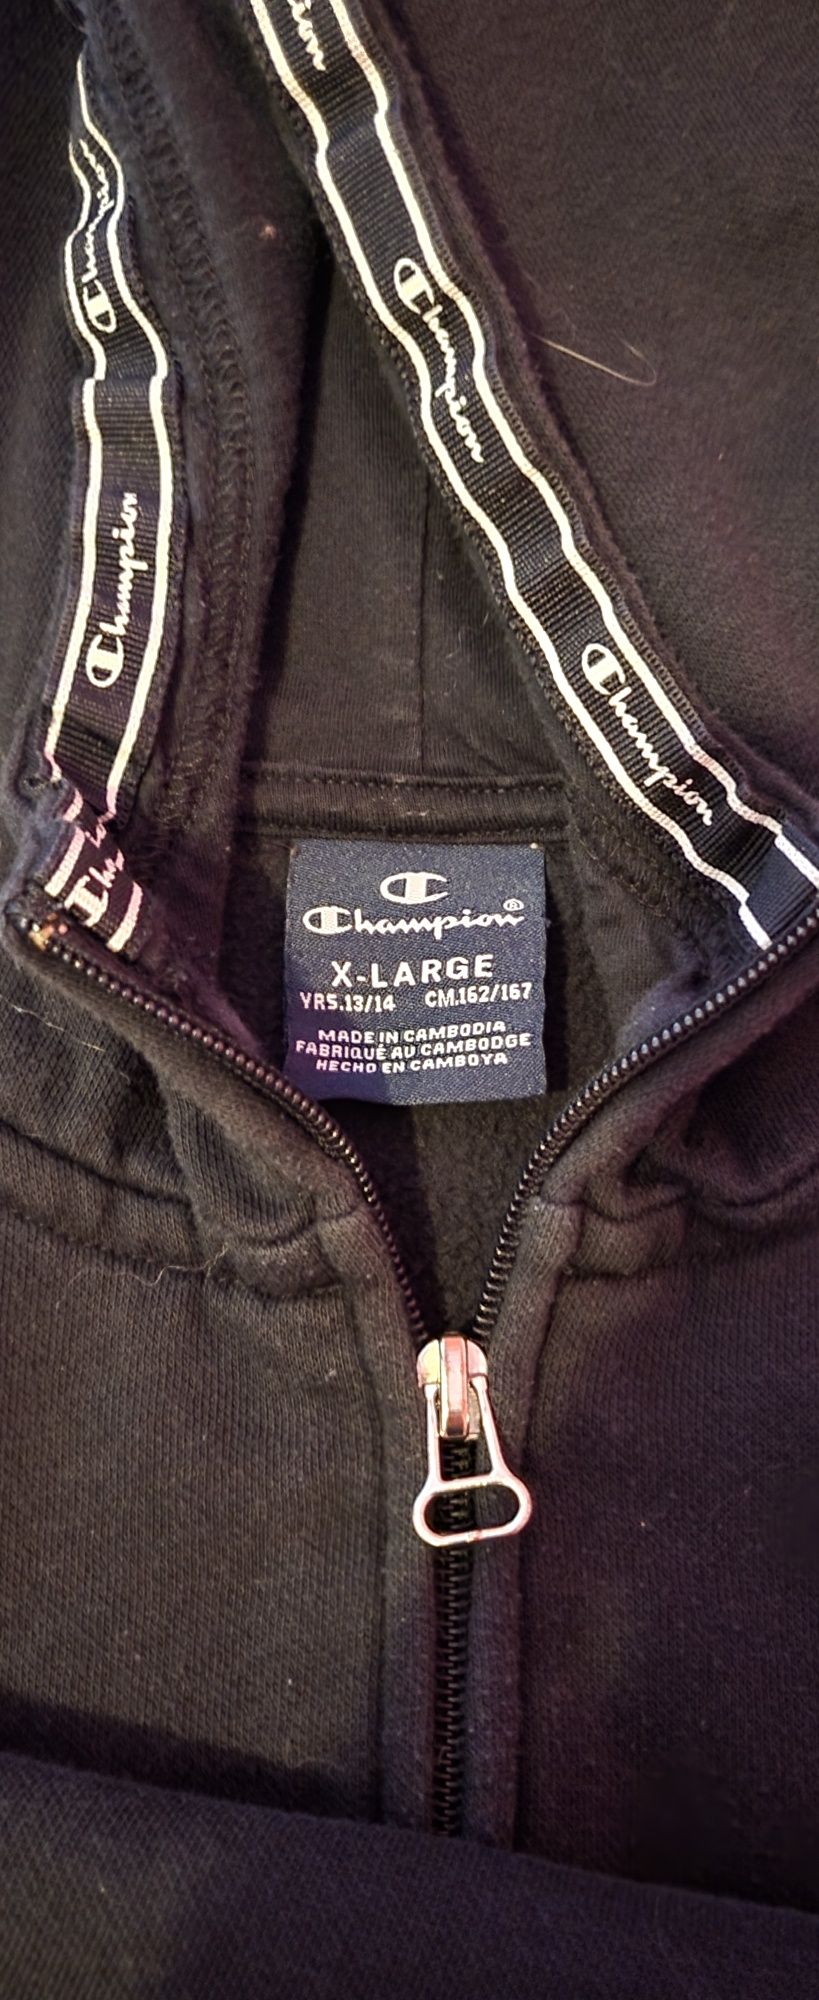 Champion
Champion
Champion
Champion
Champion®
X-LARGE
YRS.13/14 CM.162/167
MADE IN CAMBODIA
FABRIQUÉ AU CAMBODGE
HECHO EN CAMBOYA